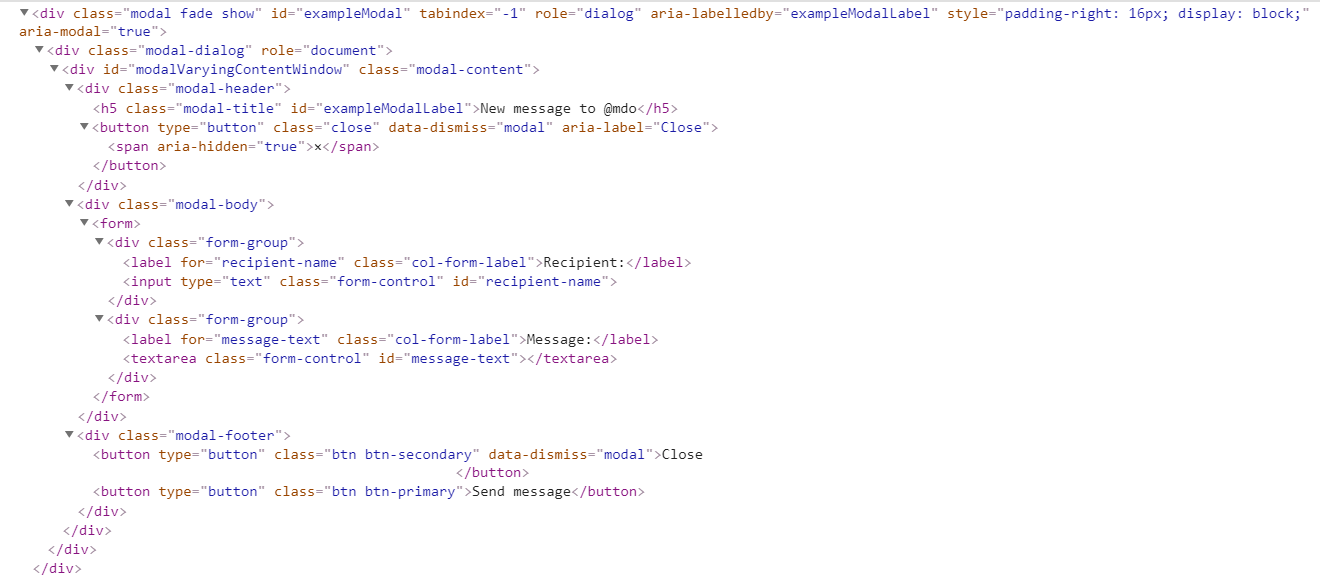 <div class="modal fade show" id="exampleModal" tabindex="-1" role="dialog" aria-labelledby="exampleModalLabel" style="padding-right: 16px; display: block;"
aria-modal="true">
<div class="modal-dialog" role="document">
<div id="modalVaryingContentWindow" class="modal-content">
<div class="modal-header">
<h5 class="modal-title" id="exampleModalLabel">New message to @mdo</h5>
<button type="button" class="close" data-dismiss="modal" aria-label="Close">
<span aria-hidden="true">×</span>
</button>
</div>
<div class="modal-body">
<form>
<div class="form-group">
<label for="recipient-name" class="col-form-label">Recipient:</label>
<input type="text" class="form-control" id="recipient-name">
</div>
<div class="form-group">
<label for="message-text" class="col-form-label">Message:</label>
<textarea class="form-control" id="message-text"></textarea>
</div>
</form>
</div>
<div class="modal-footer">
<button type="button" class="btn btn-secondary" data-dismiss="modal">Close
</button>
<button type="button" class="btn btn-primary">Send message</button>
</div>
</div>
</div>
</div>